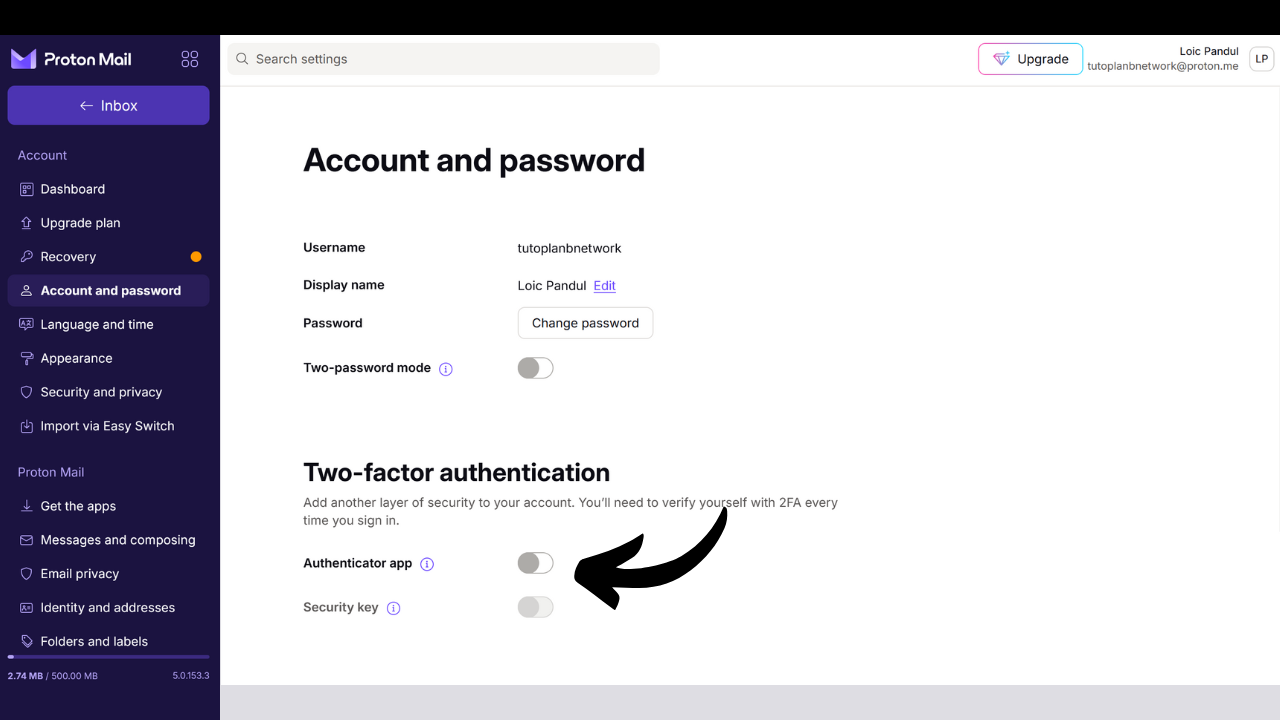 Proton Mail
Inbox
Account
Dashboard
Upgrade plan
Recovery
Account and password
Language and time
Appearance
Security and privacy
Import via Easy Switch
Proton Mail
Get the apps
Messages and composing
Email privacy
Identity and addresses
Folders and labels
2.74 MB / 500.00 MB 5.0.153.3
Search settings
Upgrade
Loic Pandul
tutoplanbnetwork@proton.me
LP
Account and password
Username tutoplanbnetwork
Display name Loic Pandul Edit
Password Change password
Two-password mode
Two-factor authentication
Add another layer of security to your account. You’ll need to verify yourself with 2FA every
time you sign in.
Authenticator app
Security key